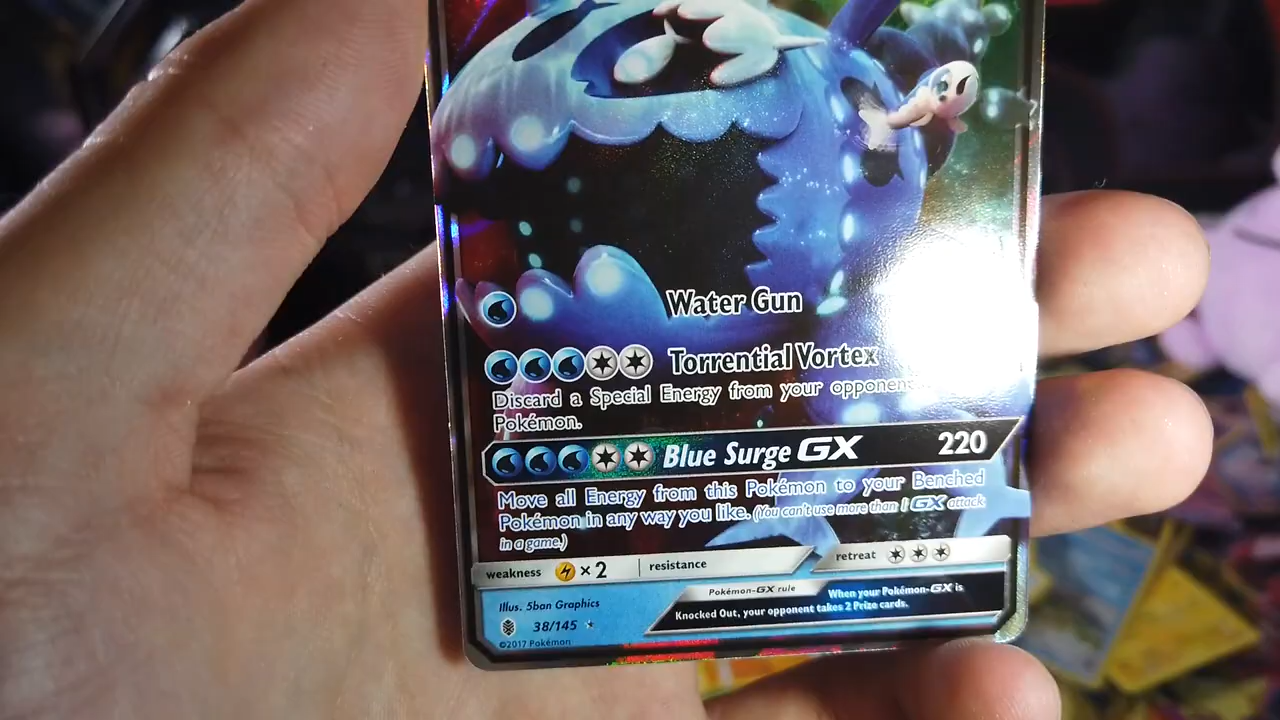 Water Gun
Torrential Vortex
Discard a Special Energy from your opponen
Pokémon.
Blue Surge GX 220
Move all Energy from this Pokémon to your Benched
Pokémon in any way you like. (You can't use more than 1 GX attack
in a game.)
weakness ×2 resistance retreat
Pokémon-GX rule
When your Pokémon-GX is
Knocked Out, your opponent takes 2 Prize cards.
Illus. 5ban Graphics
38/145
©2017 Pokémon